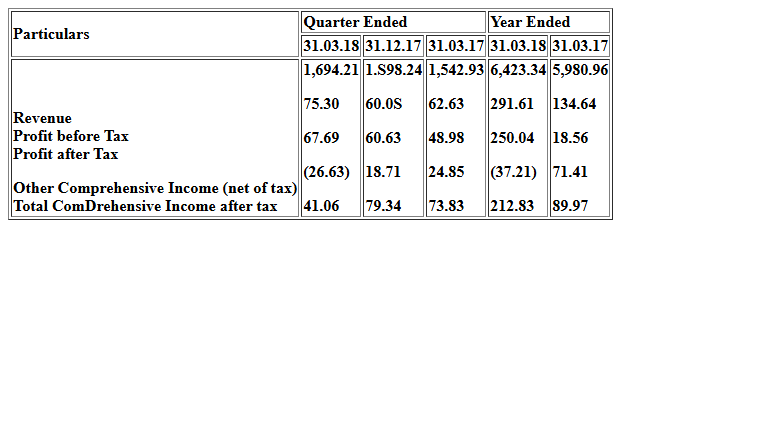 Particulars Quarter Ended Year Ended
31.03.18 31.12.17 31.03.17 31.03.18 31.03.17
1,694.21 1.S98.24 1,542.93 6,423.34 5,980.96
75.30 60.0S 62.63 291.61 134.64
Revenue
Profit before Tax 67.69 60.63 48.98 250.04 18.56
Profit after Tax
(26.63) 18.71 24.85 (37.21) 71.41
Other Comprehensive Income (net of tax)
Total ComDrehensive Income after tax 41.06 79.34 73.83 212.83 89.97